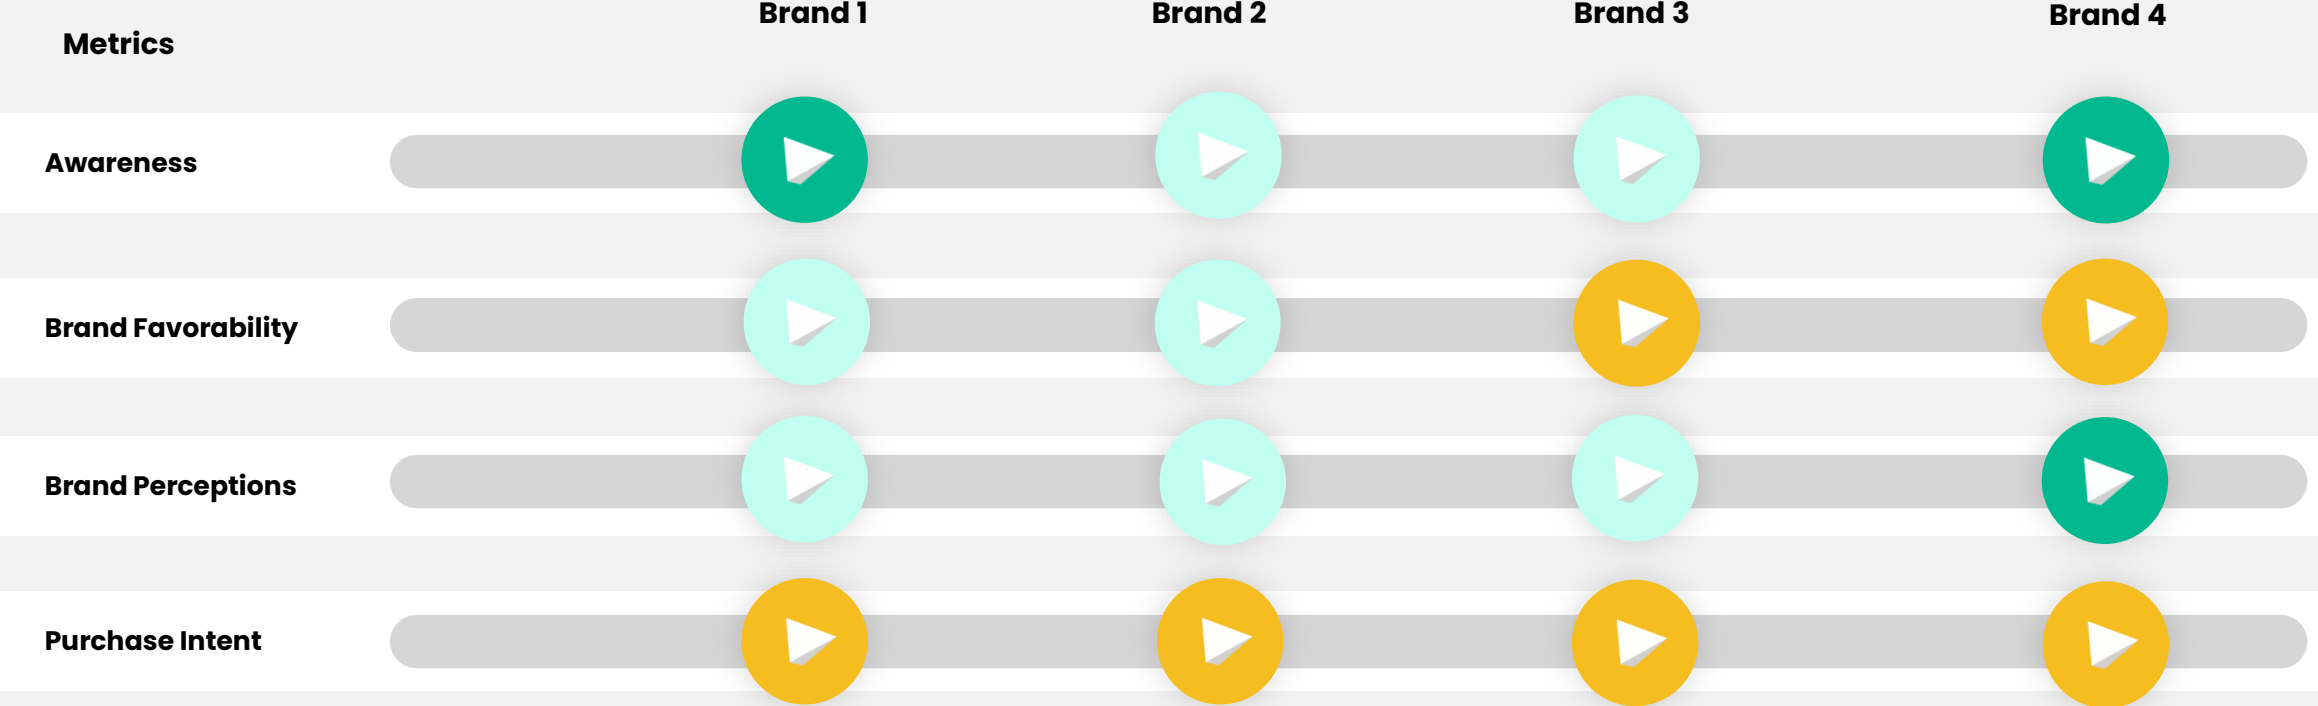 Brand 1 Brand 2 Brand 3 Brand 4
Metrics
Awareness
Brand Favorability
Brand Perceptions
Purchase Intent